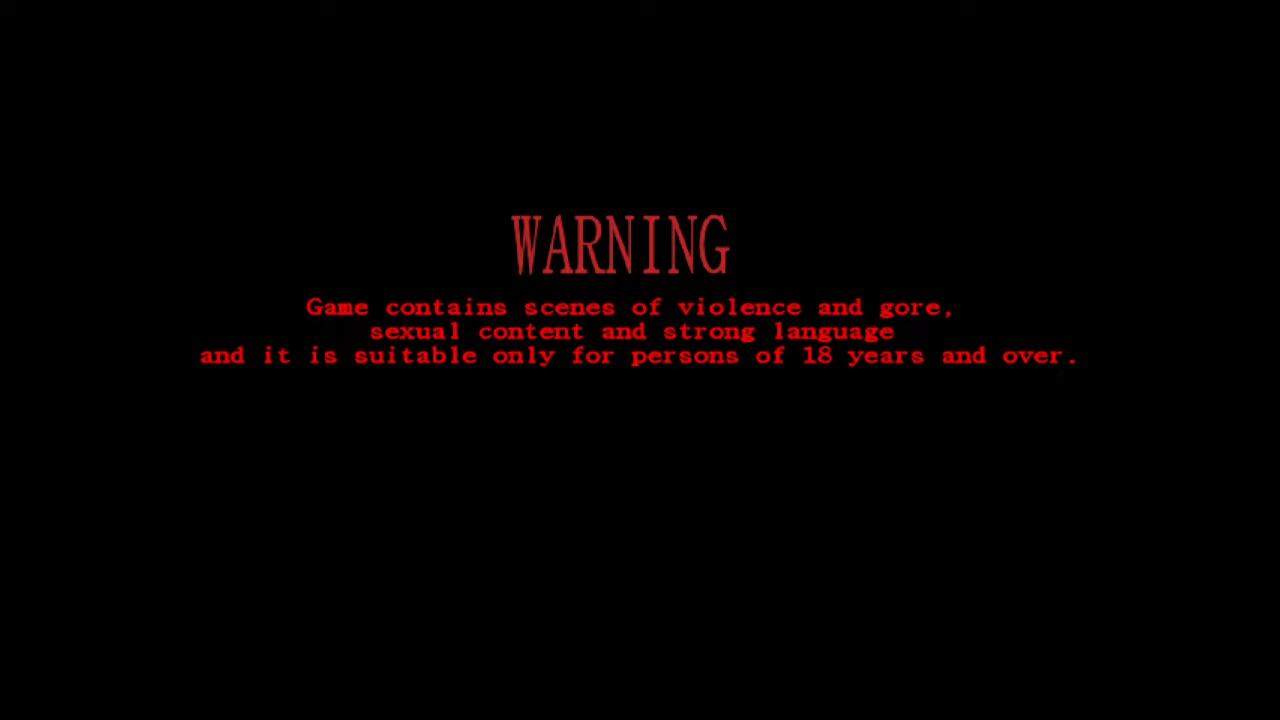 WARNING
Game contains scenes of violence and gore,
sexual content and strong language
and it is suitable only for persons of 18 years and over.